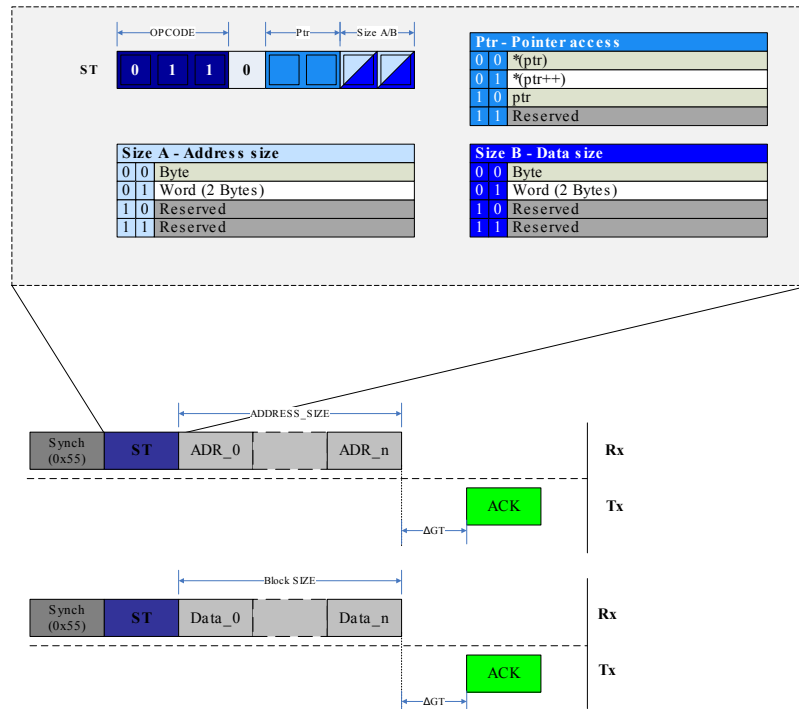 OPCODE Ptr Size A/B
ST 0 1 1 0
Ptr - Pointer access
0 0 *(ptr)
0 1 *(ptr++)
1 0 ptr
1 1 Reserved
Size A - Address size
0 0 Byte
0 1 Word (2 Bytes)
1 0 Reserved
1 1 Reserved
Size B - Data size
0 0 Byte
0 1 Word (2 Bytes)
1 0 Reserved
1 1 Reserved
ADDRESS_SIZE
Synch
(0x55)
ST ADR_0 ADR_n Rx
ACK Tx
ΔGT
Block SIZE
Synch
(0x55)
ST Data_0 Data_n Rx
ACK Tx
ΔGT